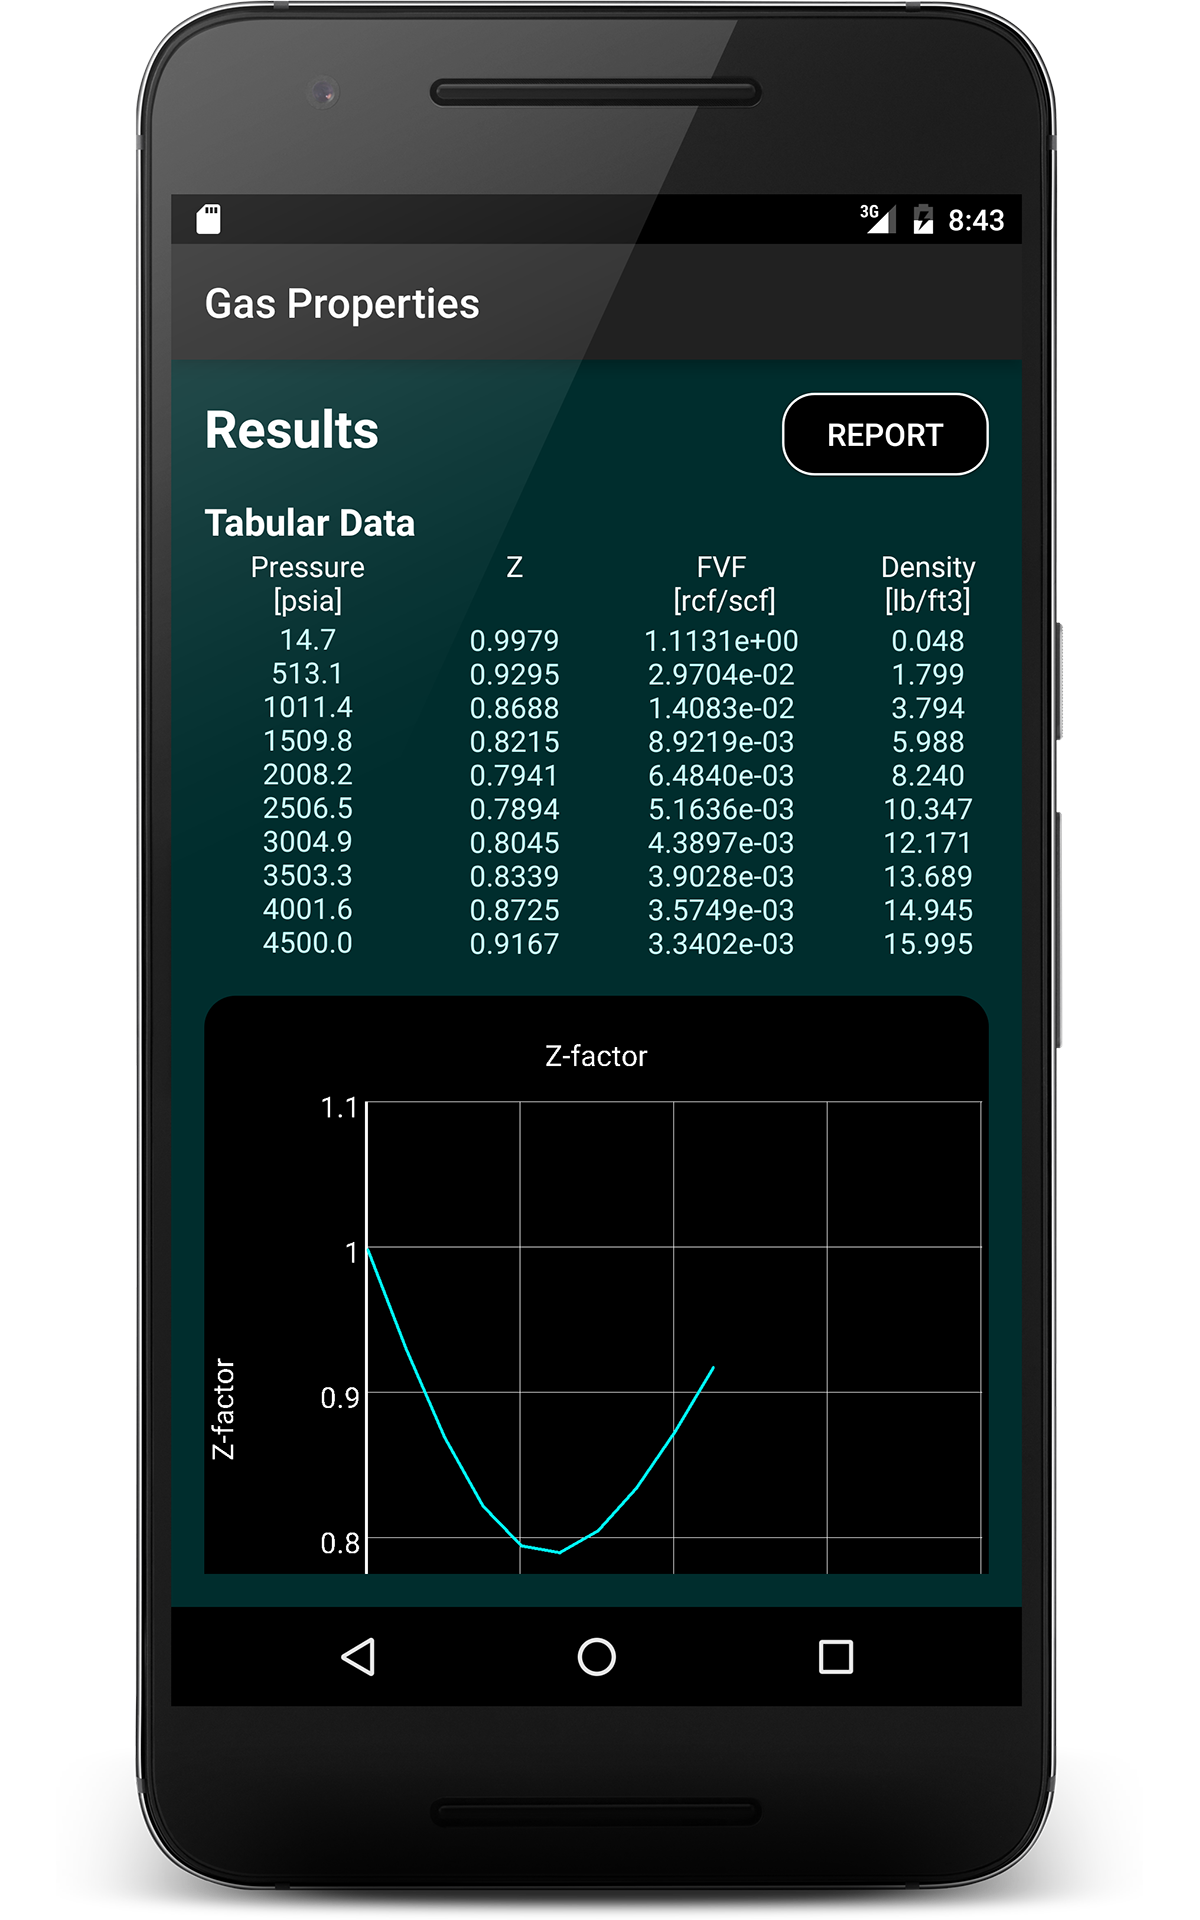 3G 8:43
Gas Properties
Results
REPORT
Tabular Data
Pressure Z FVF Density
[psia] [rcf/scf] [lb/ft3]
14.7 0.9979 1.1131e+00 0.048
513.1 0.9295 2.9704e-02 1.799
1011.4 0.8688 1.4083e-02 3.794
1509.8 0.8215 8.9219e-03 5.988
2008.2 0.7941 6.4840e-03 8.240
2506.5 0.7894 5.1636e-03 10.347
3004.9 0.8045 4.3897e-03 12.171
3503.3 0.8339 3.9028e-03 13.689
4001.6 0.8725 3.5749e-03 14.945
4500.0 0.9167 3.3402e-03 15.995
Z-factor
1.1
1
0.9
0.8
Z-factor